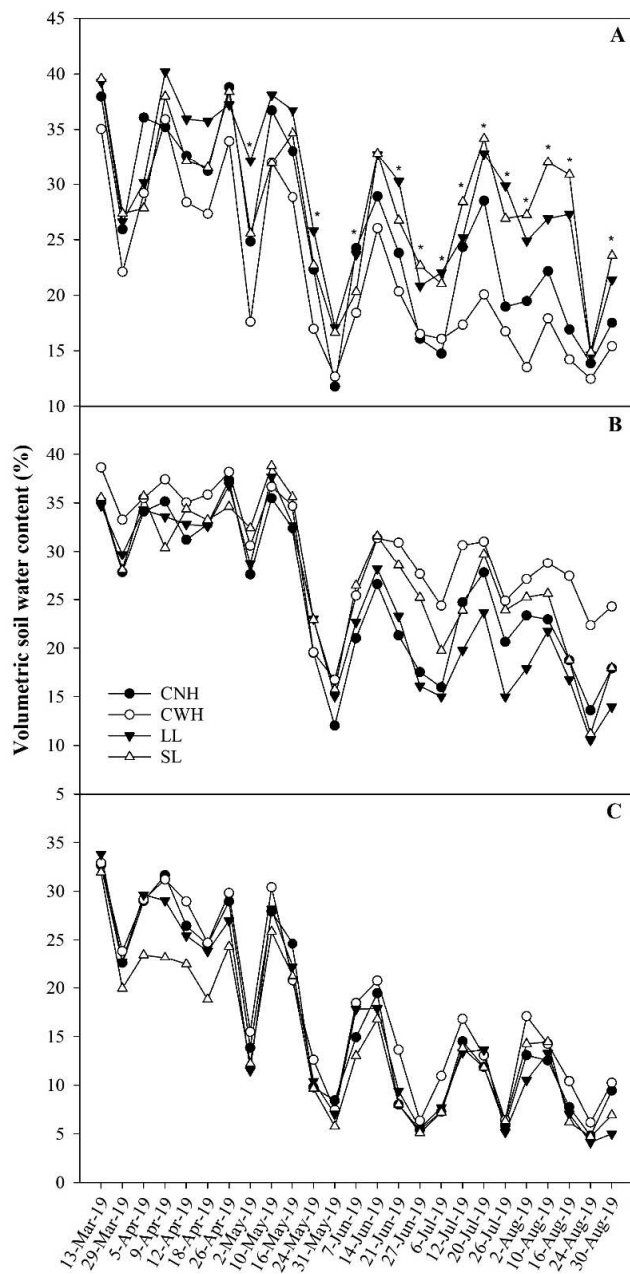 A
45
40
35
30
25
20
15
10
B
40
35
30
25
20
15
10
5
CNH
CWH
LL
SL
C
35
30
25
20
15
10
5
0
Volumetric soil water content (%)
13-Mar-19
29-Mar-19
5-Apr-19
9-Apr-19
12-Apr-19
18-Apr-19
26-Apr-19
2-May-19
10-May-19
16-May-19
24-May-19
31-May-19
7-Jun-19
14-Jun-19
21-Jun-19
27-Jun-19
6-Jul-19
12-Jul-19
20-Jul-19
26-Jul-19
2-Aug-19
10-Aug-19
16-Aug-19
24-Aug-19
30-Aug-19